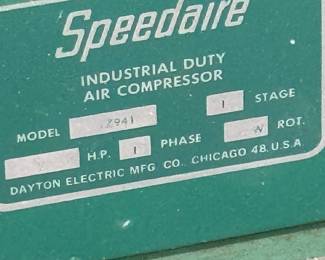 Speedaire
INDUSTRIAL DUTY
AIR COMPRESSOR
MODEL Z941 1 STAGE
H.P. 1 PHASE W ROT.
DAYTON ELECTRIC MFG CO. CHICAGO 48, U.S.A.